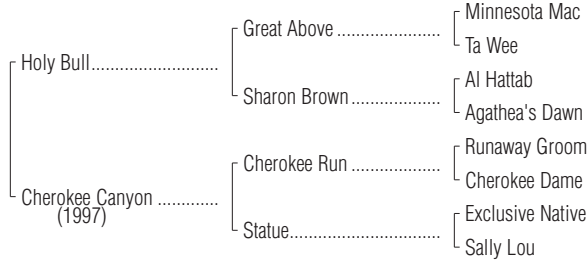 Minnesota Mac
Great Above ....................
Ta Wee
Holy Bull.........................
Al Hattab
Sharon Brown .................
Agathea's Dawn
Runaway Groom
Cherokee Run .................
Cherokee Dame
Cherokee Canyon ............
(1997)
Exclusive Native
Statue.............................
Sally Lou